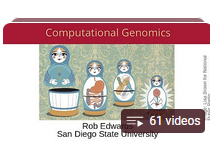 Computational Genomics
Rob Edwards
San Diego State University
61 videos